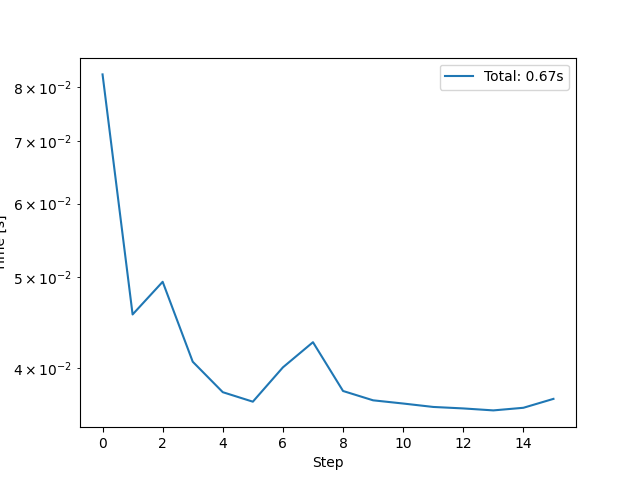 Total: 0.67s
8 × 10⁻²
7 × 10⁻²
6 × 10⁻²
5 × 10⁻²
4 × 10⁻²
Time [s]
0 2 4 6 8 10 12 14
Step